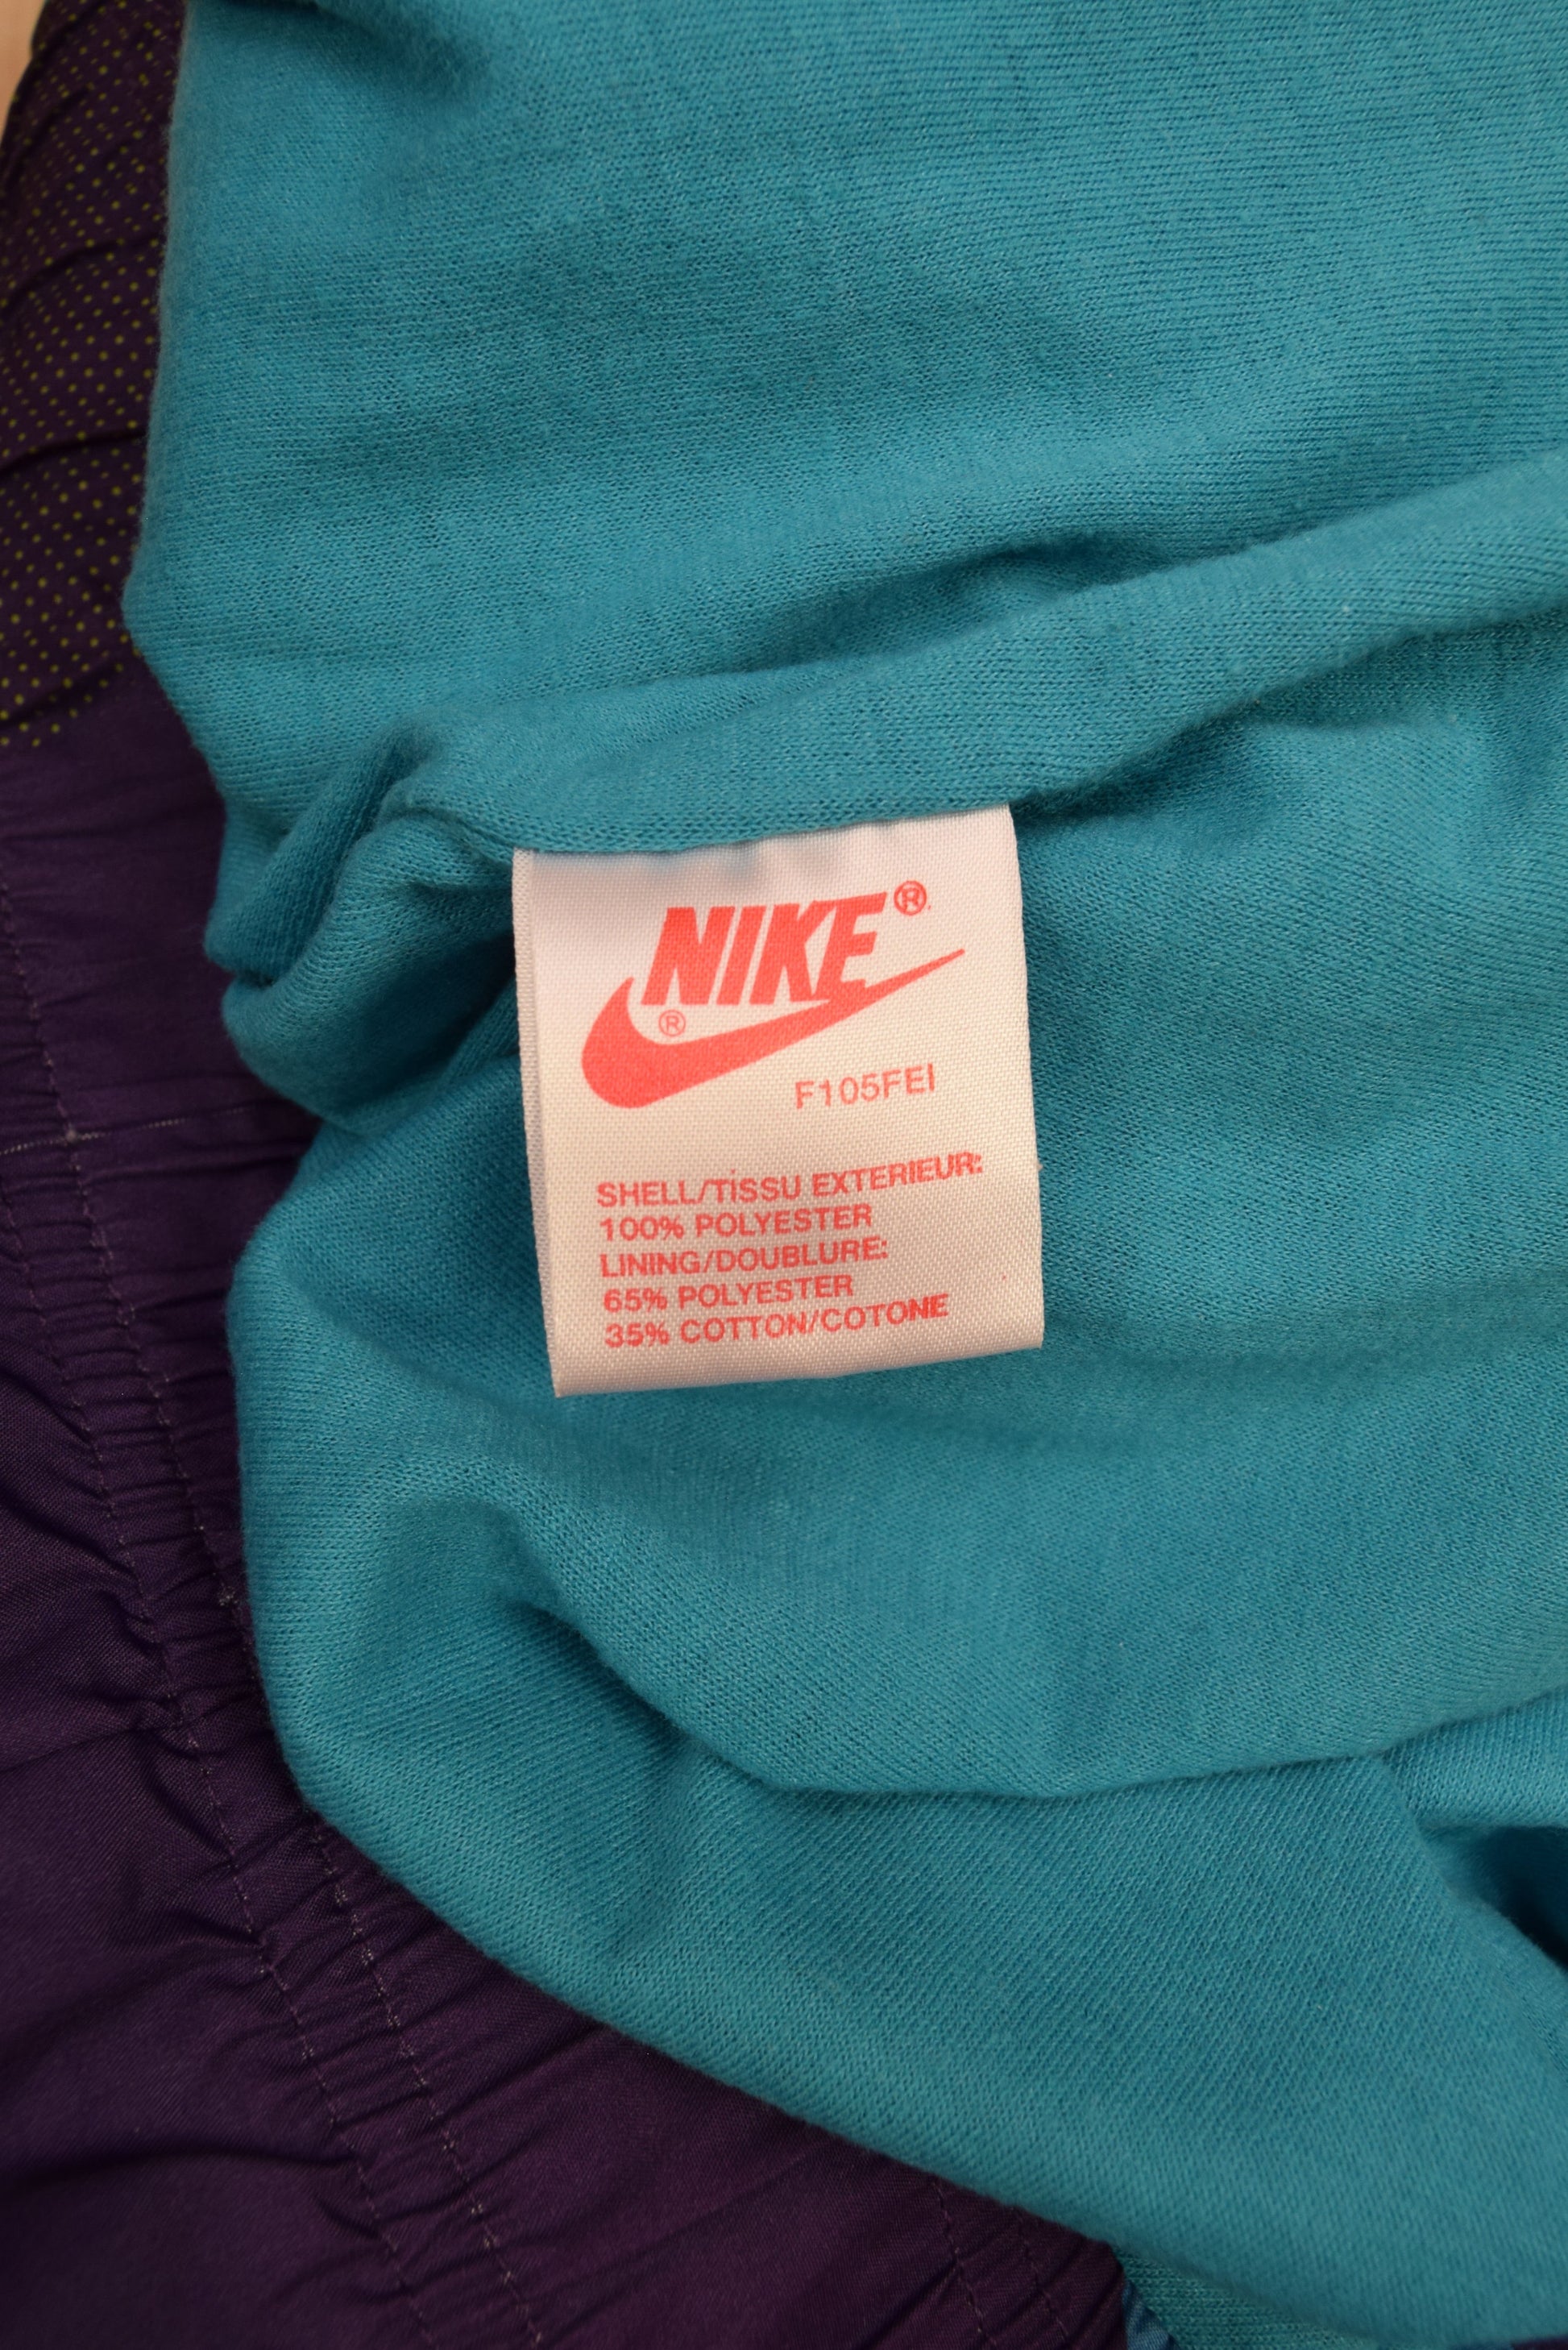 NIKE®
®
F105FEI
SHELL/TISSU EXTERIEUR:
100% POLYESTER
LINING/DOUBLURE:
65% POLYESTER
35% COTTON/COTONE